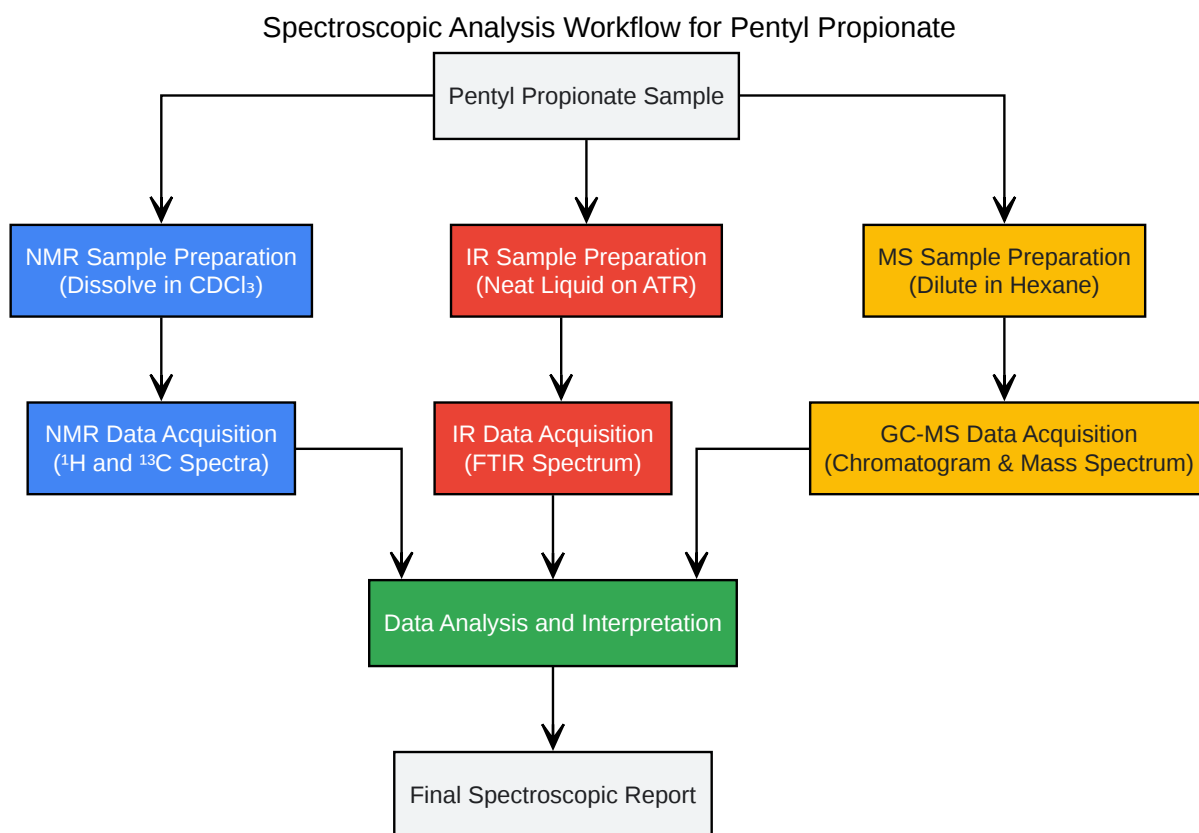 Spectroscopic Analysis Workflow for Pentyl Propionate
Pentyl Propionate Sample
NMR Sample Preparation
(Dissolve in CDCl₃)
IR Sample Preparation
(Neat Liquid on ATR)
MS Sample Preparation
(Dilute in Hexane)
NMR Data Acquisition
(¹H and ¹³C Spectra)
IR Data Acquisition
(FTIR Spectrum)
GC-MS Data Acquisition
(Chromatogram & Mass Spectrum)
Data Analysis and Interpretation
Final Spectroscopic Report